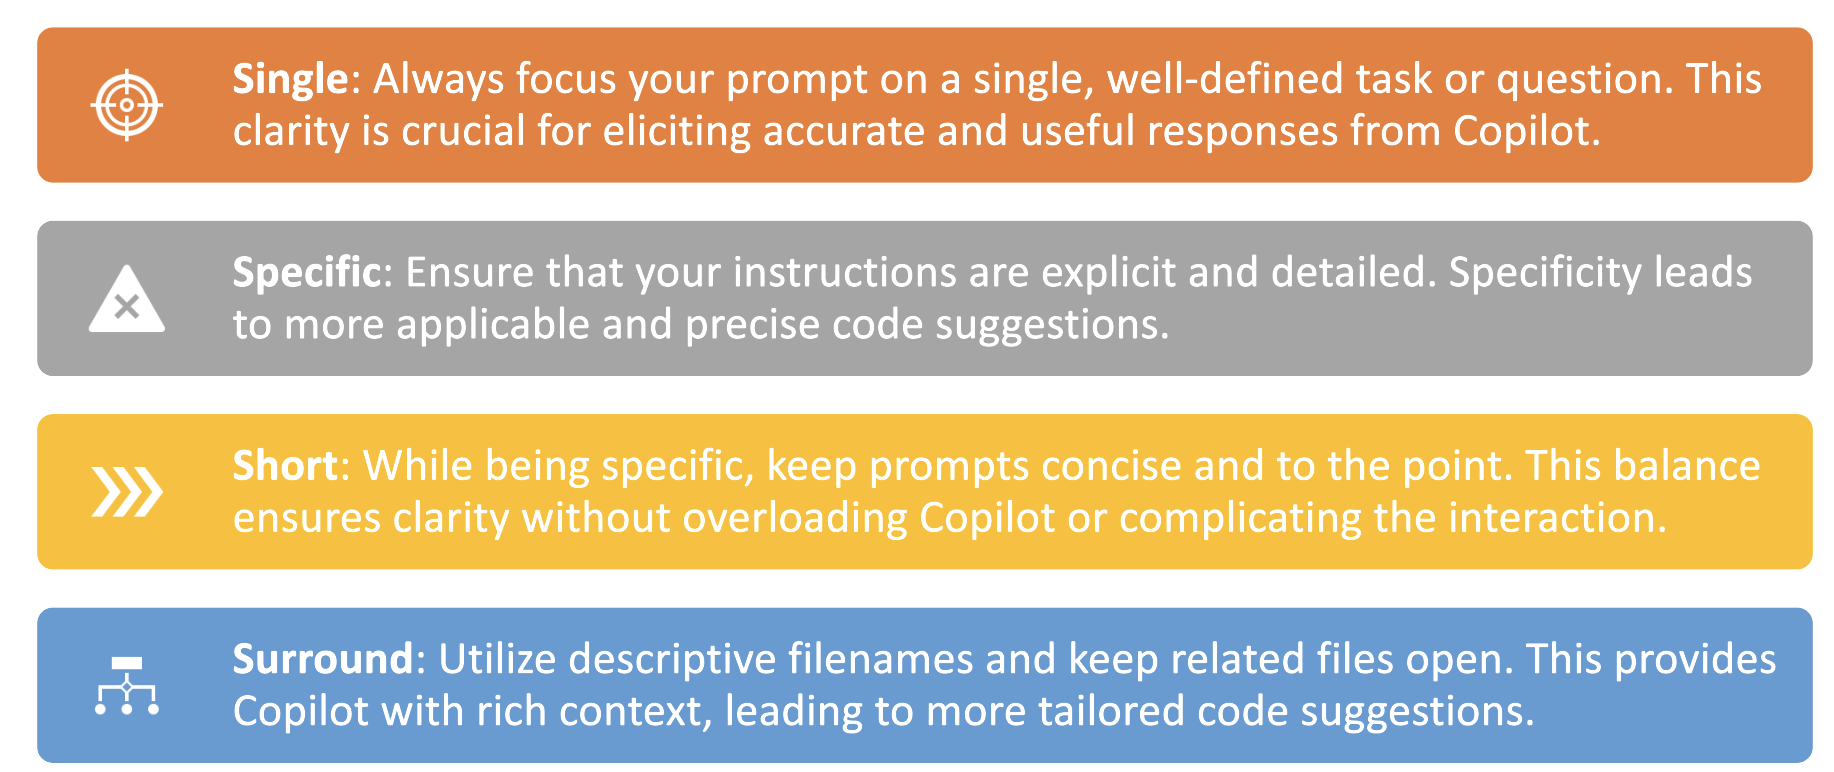 Single: Always focus your prompt on a single, well-defined task or question. This
clarity is crucial for eliciting accurate and useful responses from Copilot.
Specific: Ensure that your instructions are explicit and detailed. Specificity leads
to more applicable and precise code suggestions.
Short: While being specific, keep prompts concise and to the point. This balance
ensures clarity without overloading Copilot or complicating the interaction.
Surround: Utilize descriptive filenames and keep related files open. This provides
Copilot with rich context, leading to more tailored code suggestions.